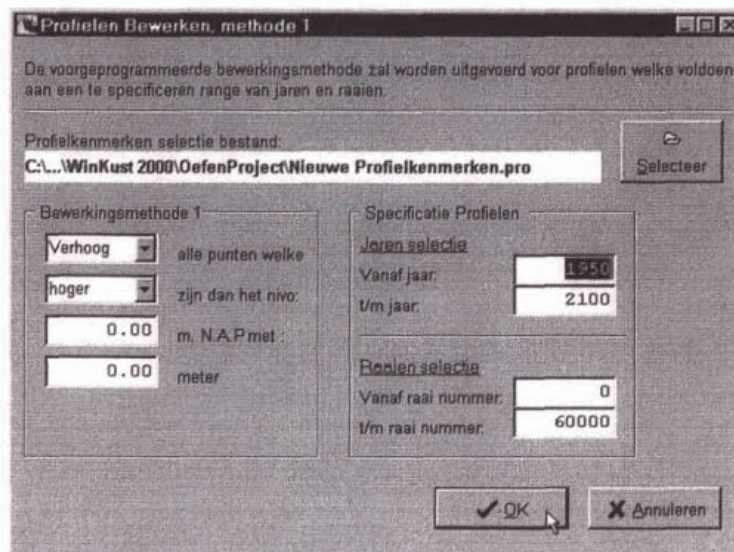 Profielen Bewerken, methode 1
De voorgeprogrammeerde bewerkingsmethode zal worden uitgevoerd voor profielen welke voldoen
aan een te specificeren range van jaren en raaien.
Profielkenmerken selectie bestand:
C:\...\WinKust 2000\OefenProject\Nieuwe Profielkenmerken.pro
Selecteer
Bewerkingsmethode 1
Verhoog alle punten welke
hoger zijn dan het nivo:
0.00 m. N.A.P met :
0.00 meter
Specificatie Profielen
Jaren selectie
Vanaf jaar: 1950
t/m jaar: 2100
Raaien selectie
Vanaf raai nummer: 0
t/m raai nummer: 60000
OK
Annuleren